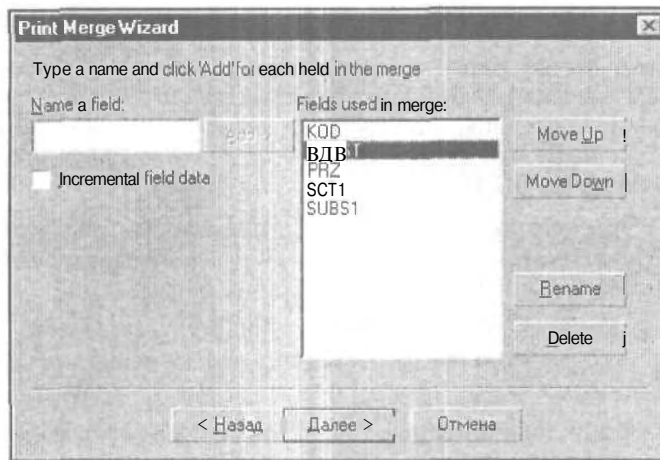 Print Merge Wizard
Type a name and click 'Add' foi each held in the merge
Name a field:
Fields used in merge:
KOD
ВДВ
PRZ
SCT1
SUBS1
Incremental field data
Move Up !
Move Down |
Rename
Delete j
< Назад
Далее >
Отмена